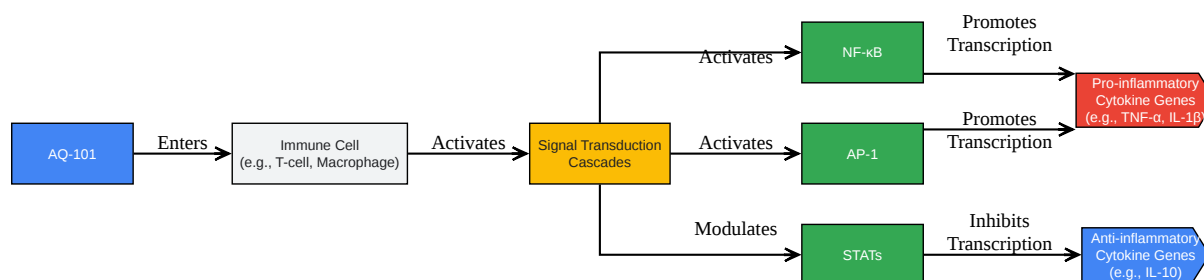 Promotes
Transcription
Activates
NF-κB
Pro-inflammatory
Cytokine Genes
(e.g., TNF-α, IL-1β)
AQ-101
Enters
Immune Cell
(e.g., T-cell, Macrophage)
Activates
Signal Transduction
Cascades
Activates
AP-1
Promotes
Transcription
Modulates
STATs
Inhibits
Transcription
Anti-inflammatory
Cytokine Genes
(e.g., IL-10)